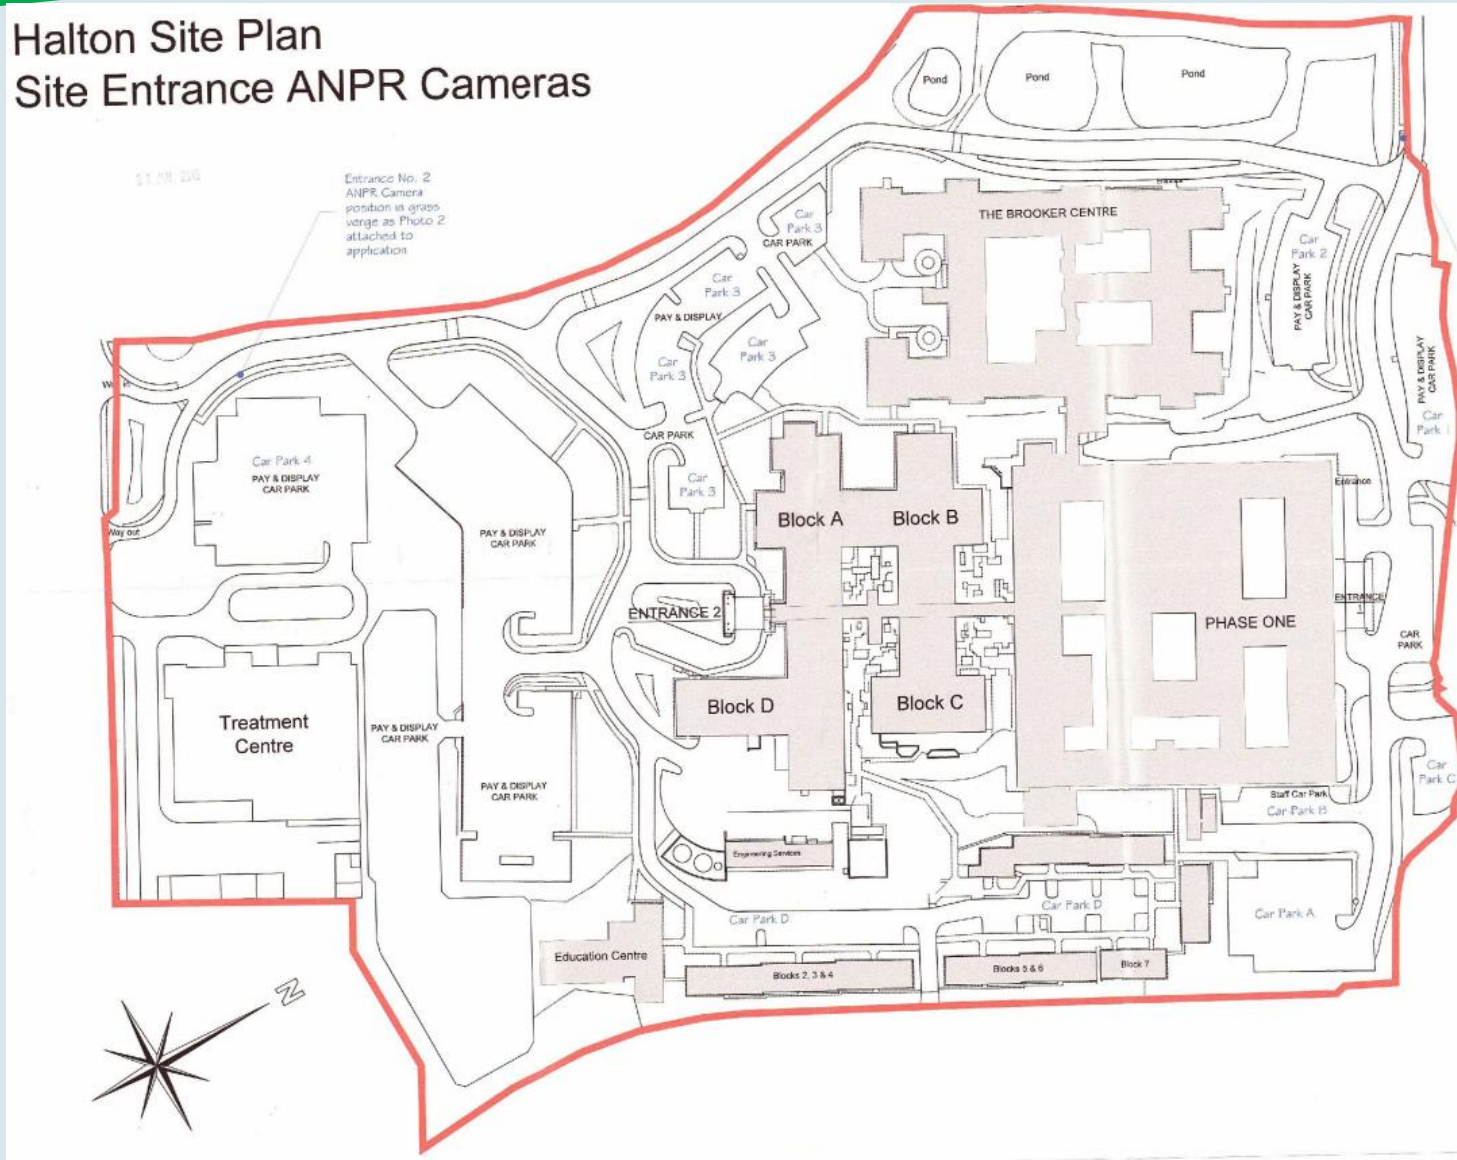 Halton Site Plan
Site Entrance ANPR Cameras
Entrance No. 2
ANPR Camera
position in grass
verge as Photo 2
attached to
application
Pond
Pond
Pond
THE BROOKER CENTRE
Car
Park 3
CAR PARK
Car
Park 3
PAY & DISPLAY
Car
Park 3
Car
Park 3
CAR PARK
Car
Park 3
Car
Park 2
PAY & DISPLAY
CAR PARK
PAY & DISPLAY
CAR PARK
Car
Park 1
Way in
Way out
Car Park 4
PAY & DISPLAY
CAR PARK
PAY & DISPLAY
CAR PARK
Block A
Block B
Entrance
ENTRANCE 2
ENTRANCE
1
PHASE ONE
CAR
PARK
Block D
Block C
Treatment
Centre
PAY & DISPLAY
CAR PARK
PAY & DISPLAY
CAR PARK
Car
Park C
Staff Car Park
Car Park B
Engineering Services
Car Park D
Car Park D
Car Park A
Education Centre
Blocks 2, 3 & 4
Blocks 5 & 6
Block 7
N